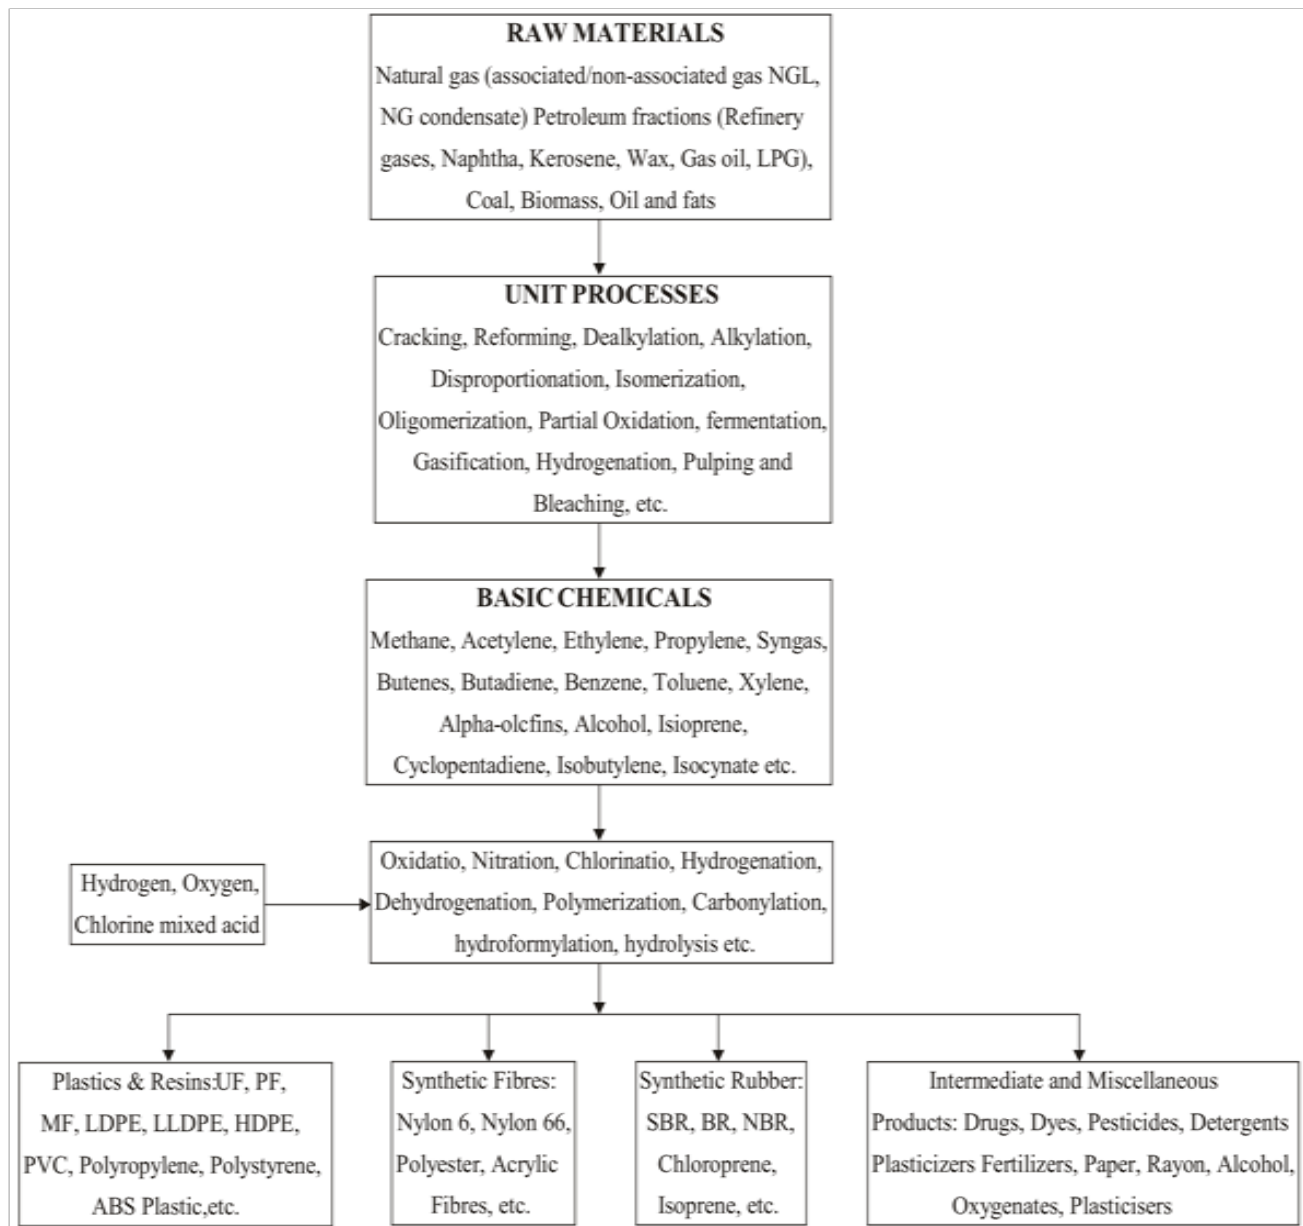 RAW MATERIALS
Natural gas (associated/non-associated gas NGL,
NG condensate) Petroleum fractions (Refinery
gases, Naphtha, Kerosene, Wax, Gas oil, LPG),
Coal, Biomass, Oil and fats
UNIT PROCESSES
Cracking, Reforming, Dealkylation, Alkylation,
Disproportionation, Isomerization,
Oligomerization, Partial Oxidation, fermentation,
Gasification, Hydrogenation, Pulping and
Bleaching, etc.
BASIC CHEMICALS
Methane, Acetylene, Ethylene, Propylene, Syngas,
Butenes, Butadiene, Benzene, Toluene, Xylene,
Alpha-olcfins, Alcohol, Isioprene,
Cyclopentadiene, Isobutylene, Isocynate etc.
Hydrogen, Oxygen,
Chlorine mixed acid
Oxidatio, Nitration, Chlorinatio, Hydrogenation,
Dehydrogenation, Polymerization, Carbonylation,
hydroformylation, hydrolysis etc.
Plastics & Resins:UF, PF,
MF, LDPE, LLDPE, HDPE,
PVC, Polyropylene, Polystyrene,
ABS Plastic,etc.
Synthetic Fibres:
Nylon 6, Nylon 66,
Polyester, Acrylic
Fibres, etc.
Synthetic Rubber:
SBR, BR, NBR,
Chloroprene,
Isoprene, etc.
Intermediate and Miscellaneous
Products: Drugs, Dyes, Pesticides, Detergents
Plasticizers Fertilizers, Paper, Rayon, Alcohol,
Oxygenates, Plasticisers